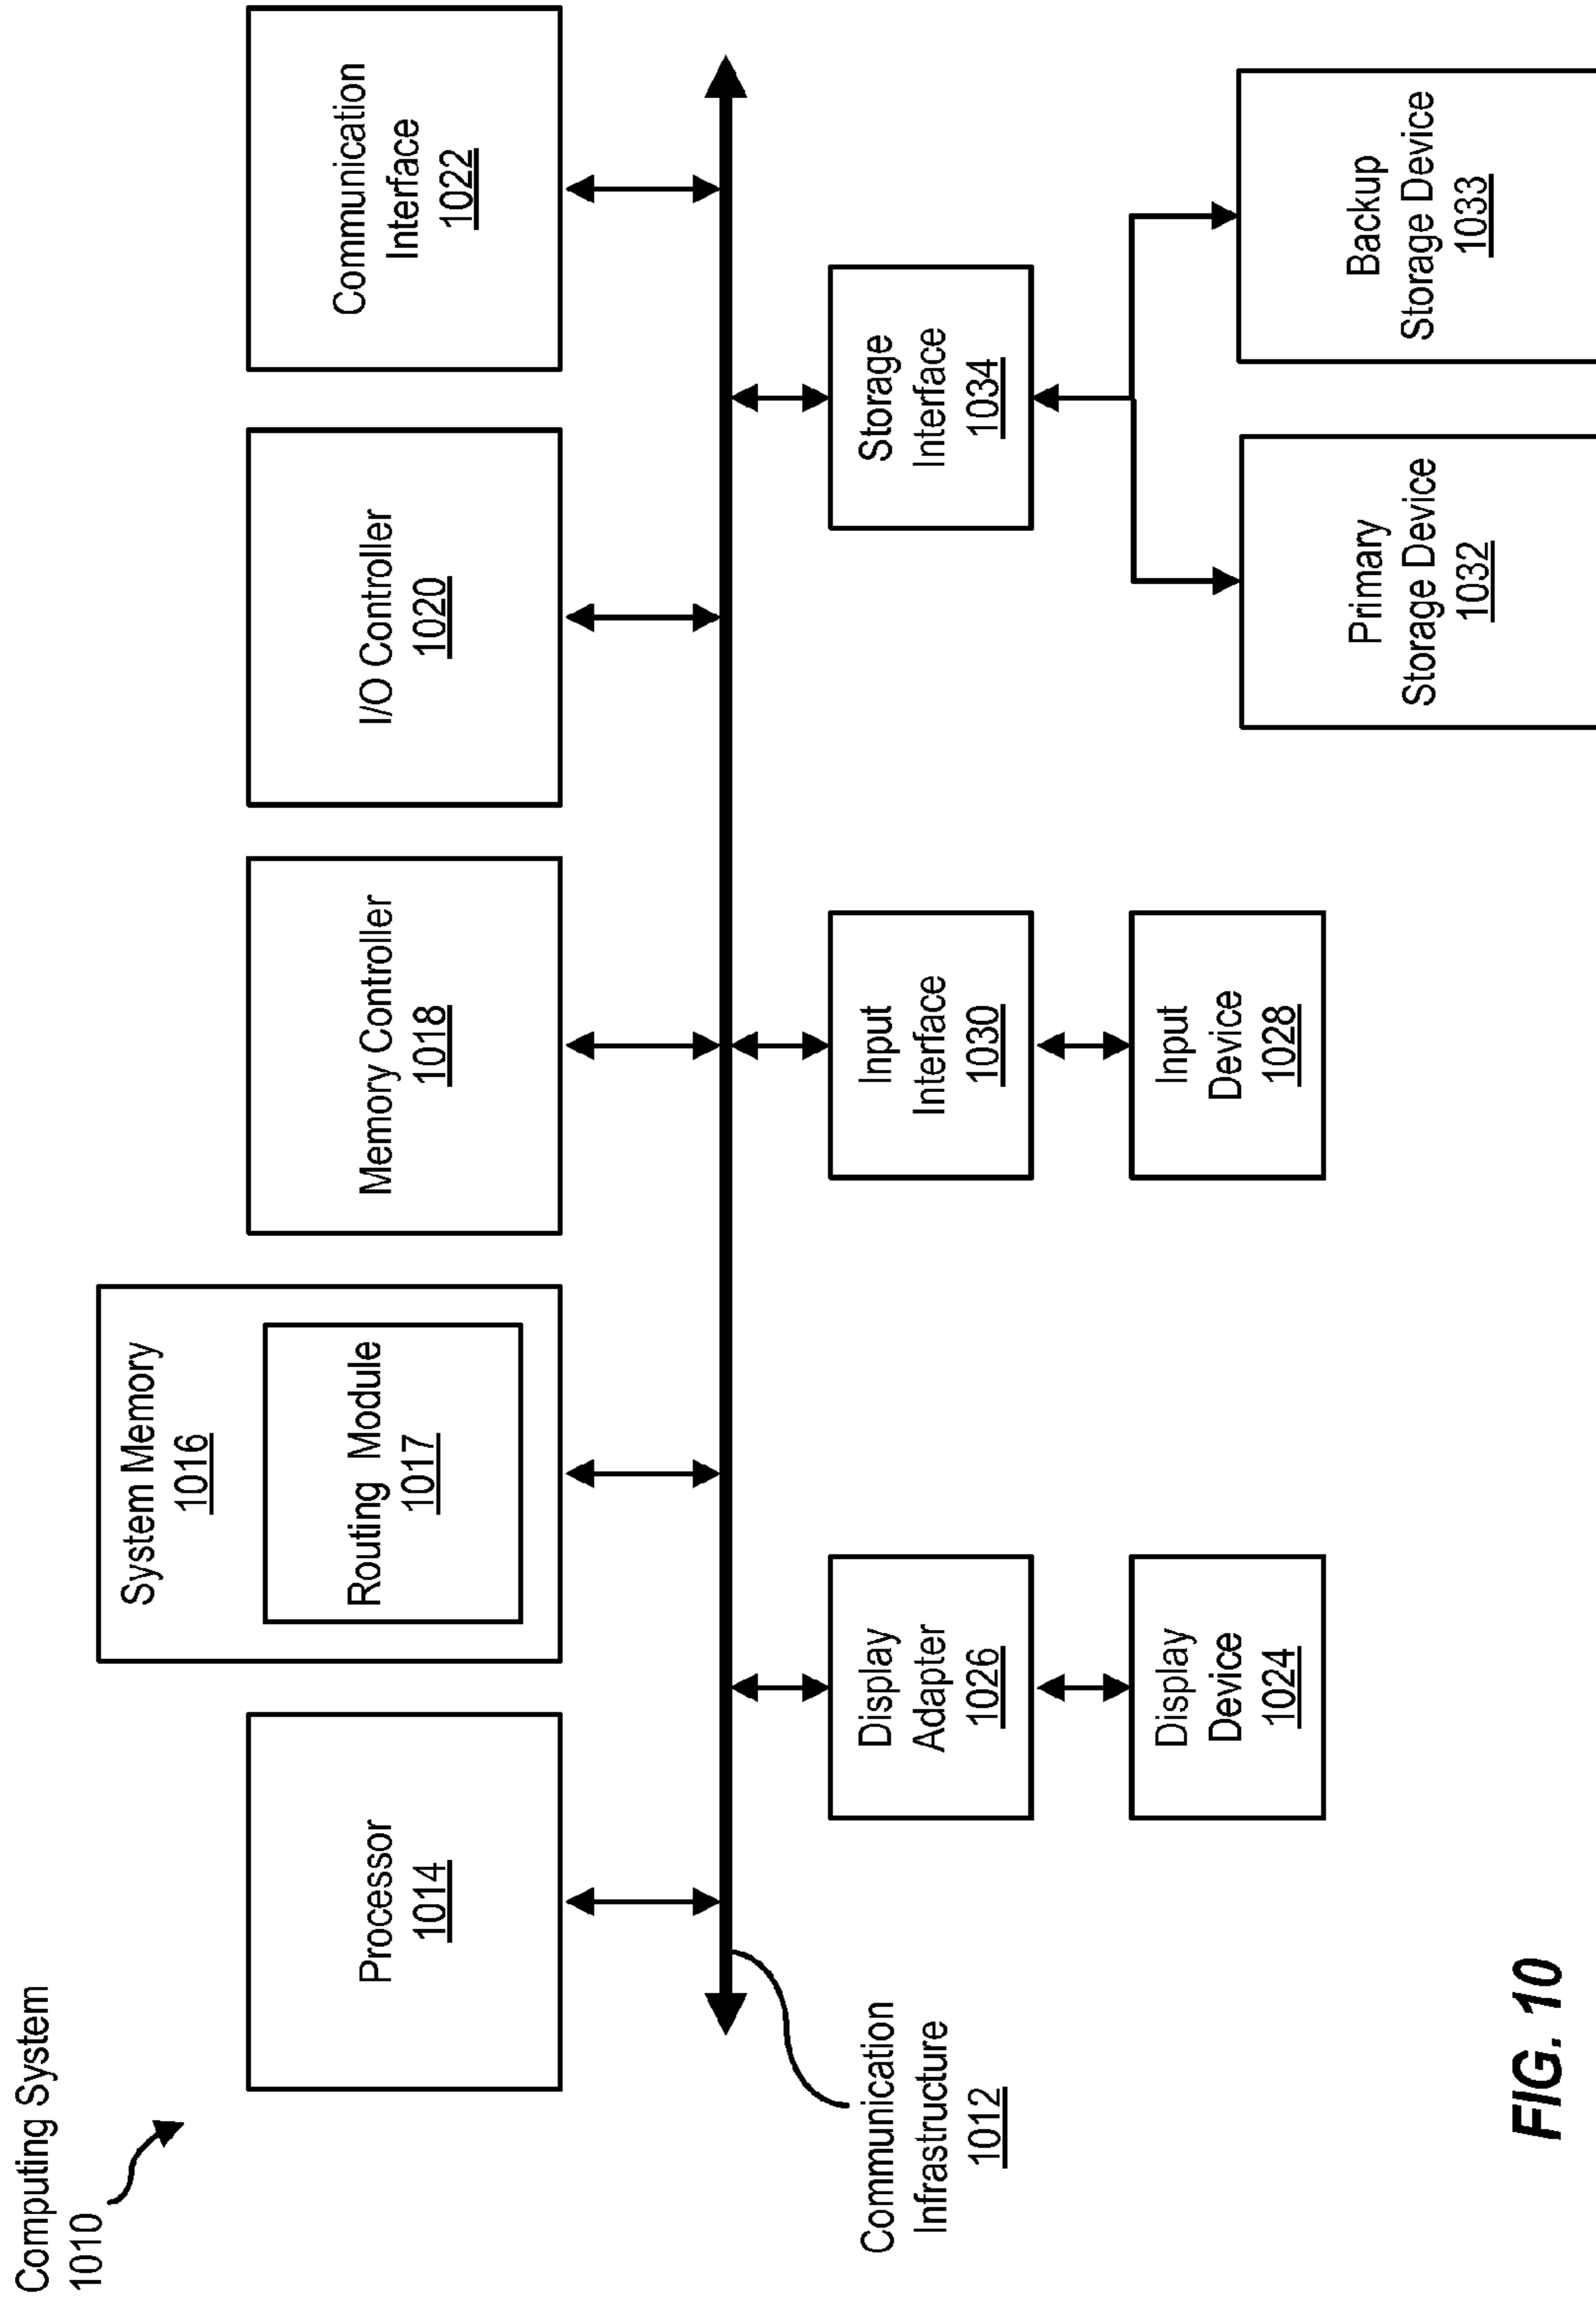 Computing System
1010
Processor
1014
System Memory
1016
Routing Module
1017
Memory Controller
1018
I/O Controller
1020
Communication
Interface
1022
Communication
Infrastructure
1012
Display
Adapter
1026
Input
Interface
1030
Storage
Interface
1034
Display
Device
1024
Input
Device
1028
Primary
Storage Device
1032
Backup
Storage Device
1033
FIG. 10